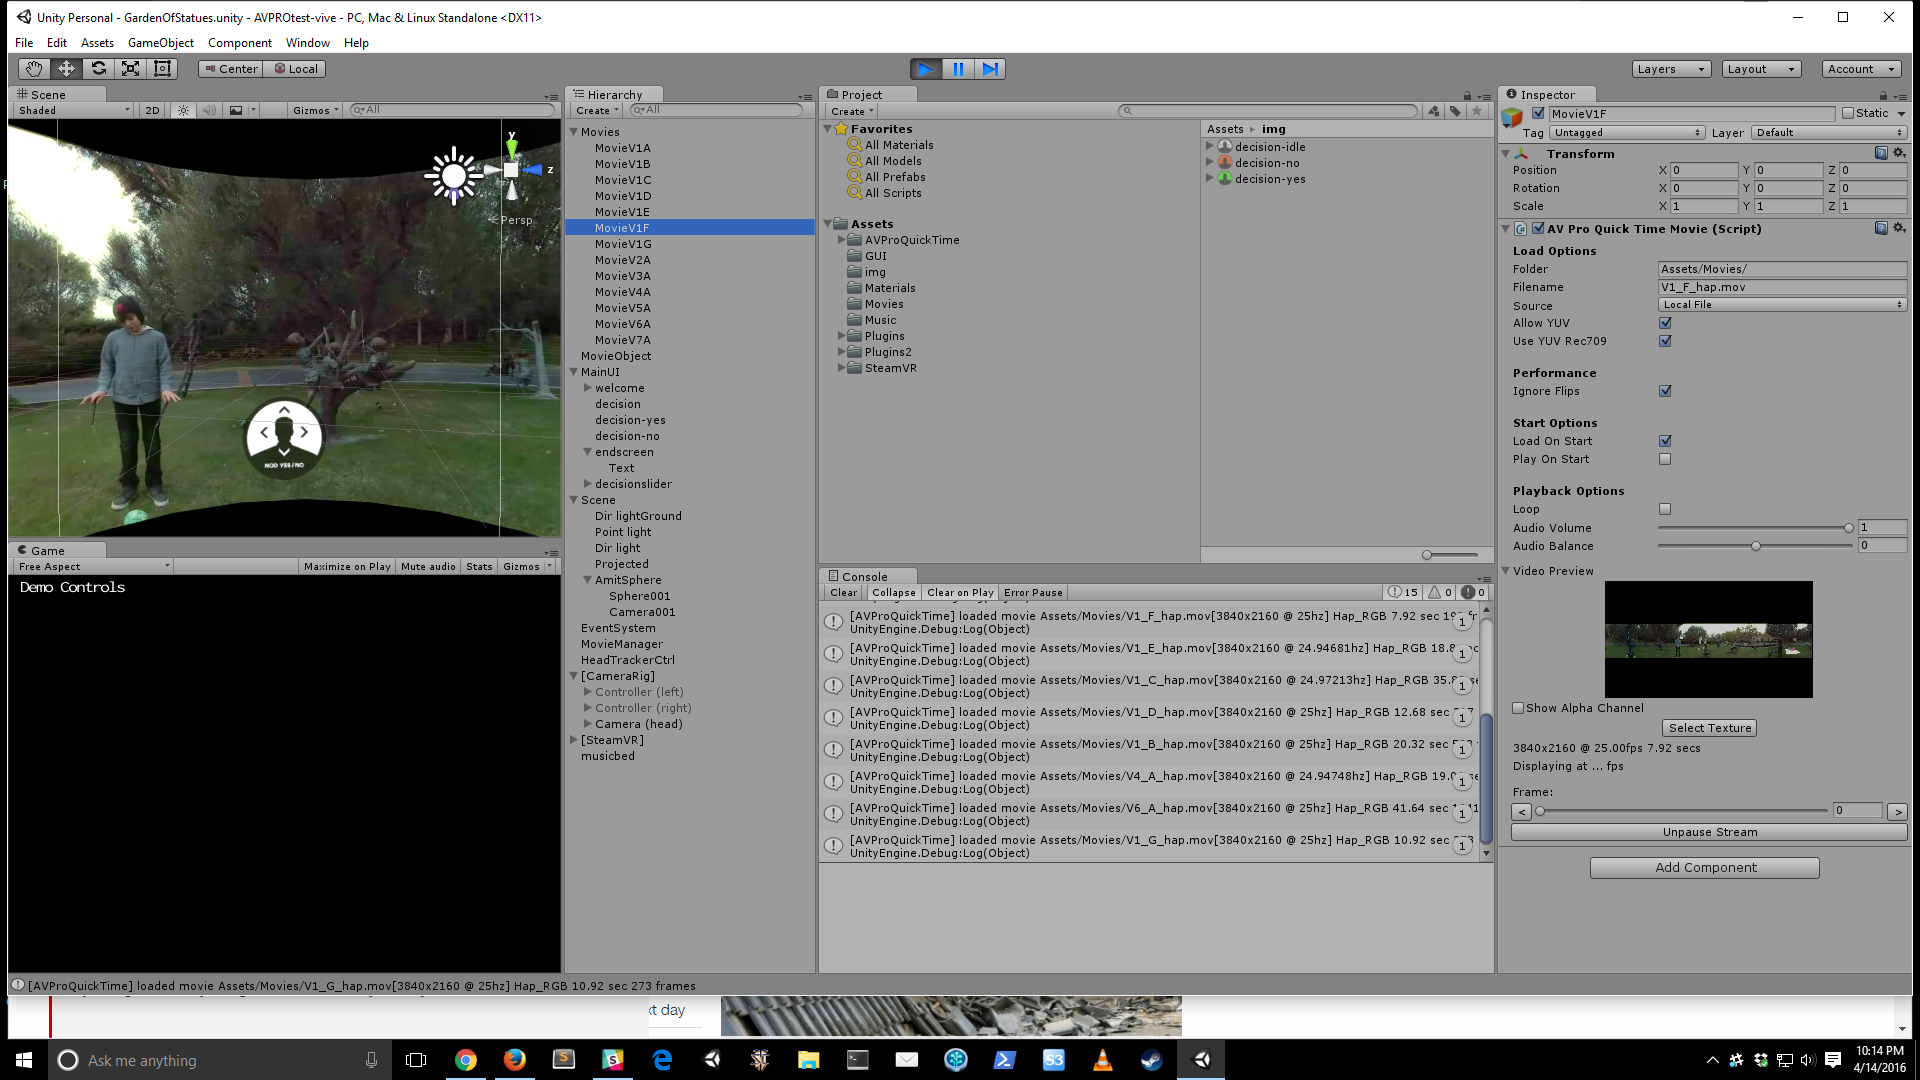 Unity Personal - GardenOfStatues.unity - AVPROtest-vive - PC, Mac & Linux Standalone <DX11>
File Edit Assets GameObject Component Window Help
Center Local
Layers Layout Account
Scene
Shaded 2D Gizmos All
y
z
Persp
NOD YES/NO
Game
Free Aspect Maximize on Play Mute audio Stats Gizmos
Demo Controls
Hierarchy
Create All
Movies
MovieV1A
MovieV1B
MovieV1C
MovieV1D
MovieV1E
MovieV1F
MovieV1G
MovieV2A
MovieV3A
MovieV4A
MovieV5A
MovieV6A
MovieV7A
MovieObject
MainUI
welcome
decision
decision-yes
decision-no
endscreen
Text
decisionslider
Scene
Dir lightGround
Point light
Dir light
Projected
AmitSphere
Sphere001
Camera001
EventSystem
MovieManager
HeadTrackerCtrl
[CameraRig]
Controller (left)
Controller (right)
Camera (head)
[SteamVR]
musicbed
Project
Create
Favorites
All Materials
All Models
All Prefabs
All Scripts
Assets
AVProQuickTime
GUI
img
Materials
Movies
Music
Plugins
Plugins2
SteamVR
Assets img
decision-idle
decision-no
decision-yes
Console
Clear Collapse Clear on Play Error Pause 15 0 0
[AVProQuickTime] loaded movie Assets/Movies/V1_F_hap.mov[3840x2160 @ 25hz] Hap_RGB 7.92 sec
UnityEngine.Debug:Log(Object) 1
[AVProQuickTime] loaded movie Assets/Movies/V1_E_hap.mov[3840x2160 @ 24.94681hz] Hap_RGB
UnityEngine.Debug:Log(Object) 1
[AVProQuickTime] loaded movie Assets/Movies/V1_C_hap.mov[3840x2160 @ 24.97213hz] Hap_RGB
UnityEngine.Debug:Log(Object) 1
[AVProQuickTime] loaded movie Assets/Movies/V1_D_hap.mov[3840x2160 @ 25hz] Hap_RGB 12.68 sec
UnityEngine.Debug:Log(Object) 1
[AVProQuickTime] loaded movie Assets/Movies/V1_B_hap.mov[3840x2160 @ 25hz] Hap_RGB 20.32 sec
UnityEngine.Debug:Log(Object) 1
[AVProQuickTime] loaded movie Assets/Movies/V4_A_hap.mov[3840x2160 @ 24.94748hz] Hap_RGB
UnityEngine.Debug:Log(Object) 1
[AVProQuickTime] loaded movie Assets/Movies/V6_A_hap.mov[3840x2160 @ 25hz] Hap_RGB 41.64 sec
UnityEngine.Debug:Log(Object) 1
[AVProQuickTime] loaded movie Assets/Movies/V1_G_hap.mov[3840x2160 @ 25hz] Hap_RGB 10.92 sec
UnityEngine.Debug:Log(Object) 1
Inspector
MovieV1F Static
Tag Untagged Layer Default
Transform
Position X 0 Y 0 Z 0
Rotation X 0 Y 0 Z 0
Scale X 1 Y 1 Z 1
AV Pro Quick Time Movie (Script)
Load Options
Folder Assets/Movies/
Filename V1_F_hap.mov
Source Local File
Allow YUV
Use YUV Rec709
Performance
Ignore Flips
Start Options
Load On Start
Play On Start
Playback Options
Loop
Audio Volume 1
Audio Balance 0
Video Preview
Show Alpha Channel
Select Texture
3840x2160 @ 25.00fps 7.92 secs
Displaying at ... fps
Frame:
< 0 >
Unpause Stream
Add Component
[AVProQuickTime] loaded movie Assets/Movies/V1_G_hap.mov[3840x2160 @ 25hz] Hap_RGB 10.92 sec 273 frames
xt day
Ask me anything
S3
10:14 PM
4/14/2016